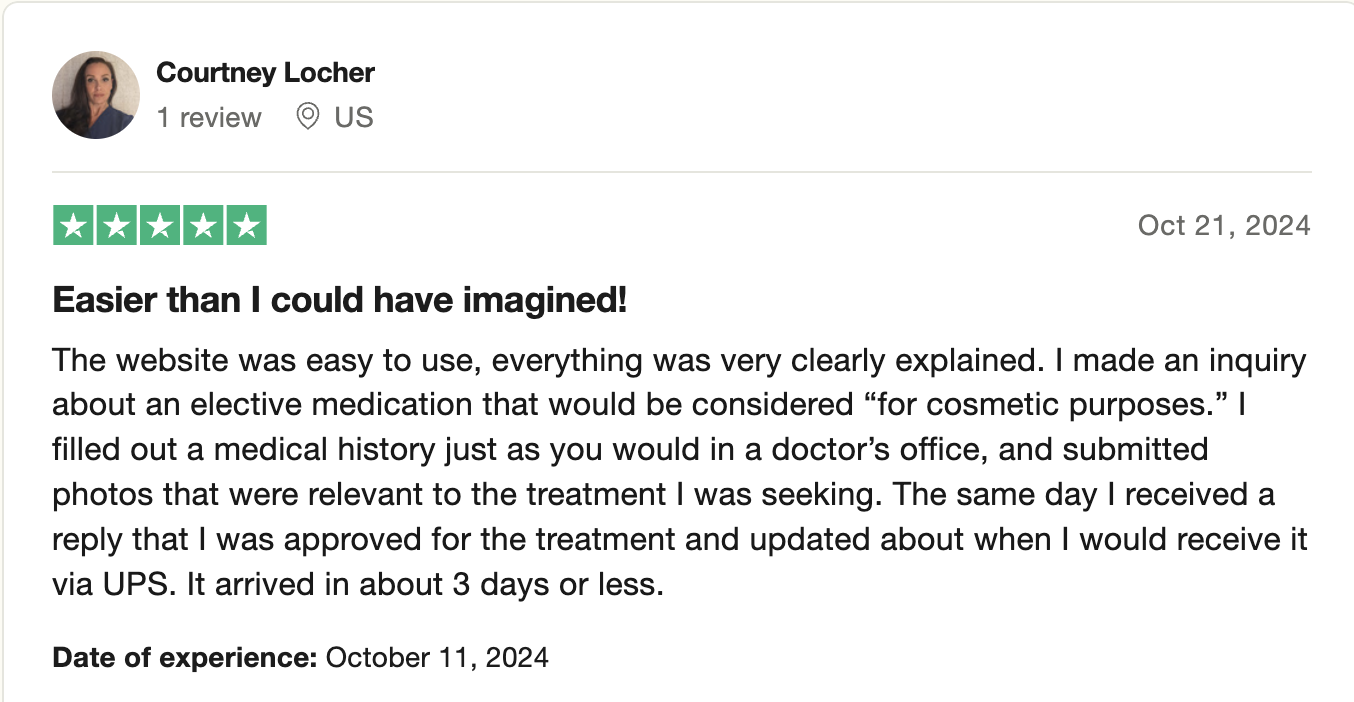 Courtney Locher
1 review US
Oct 21, 2024
Easier than I could have imagined!
The website was easy to use, everything was very clearly explained. I made an inquiry
about an elective medication that would be considered “for cosmetic purposes.” I
filled out a medical history just as you would in a doctor’s office, and submitted
photos that were relevant to the treatment I was seeking. The same day I received a
reply that I was approved for the treatment and updated about when I would receive it
via UPS. It arrived in about 3 days or less.
Date of experience: October 11, 2024